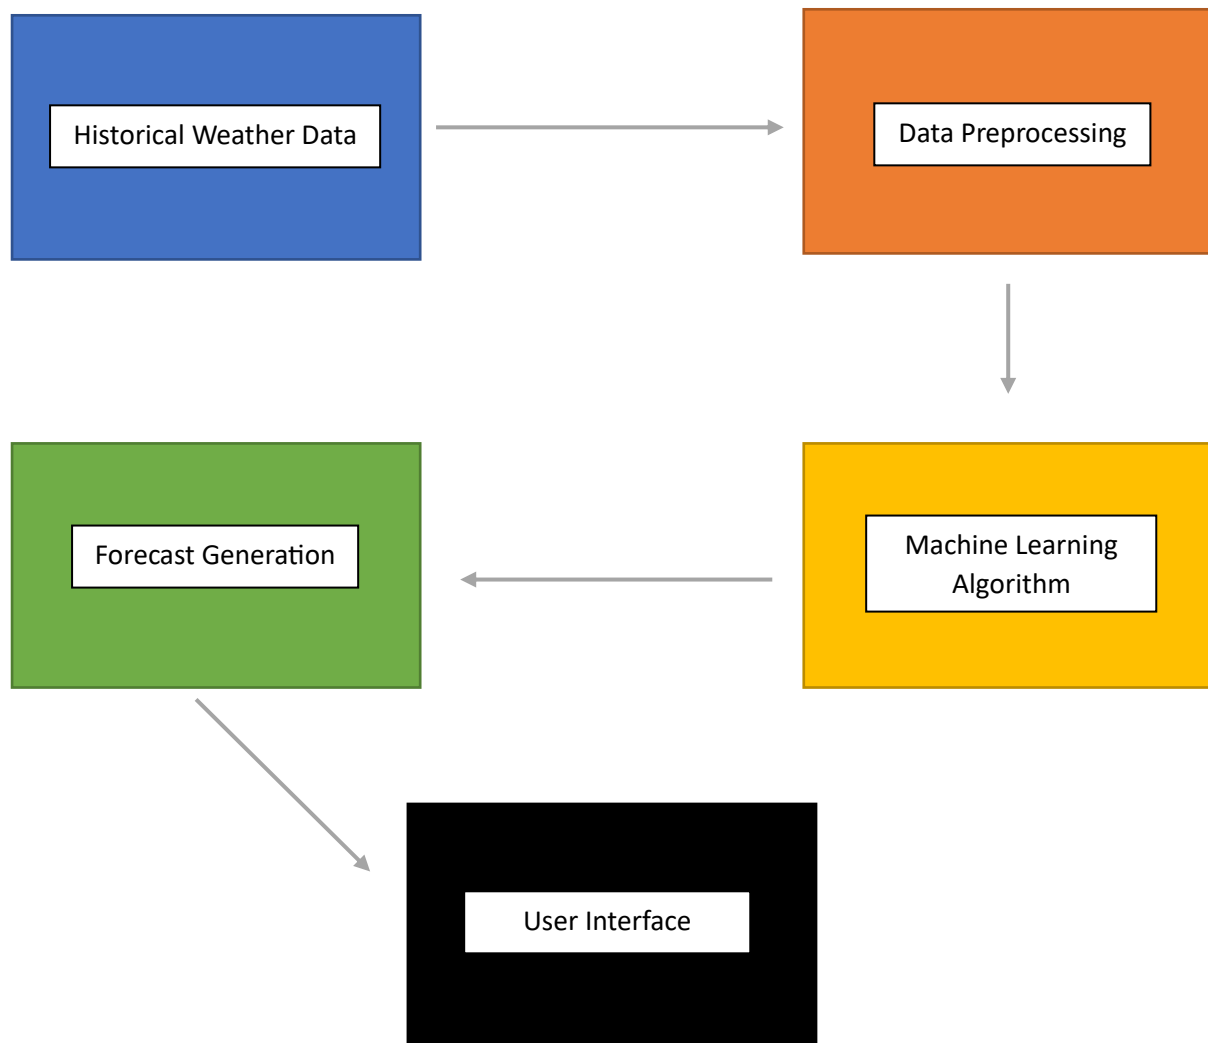 Historical Weather Data
Data Preprocessing
Forecast Generation
Machine Learning
Algorithm
User Interface